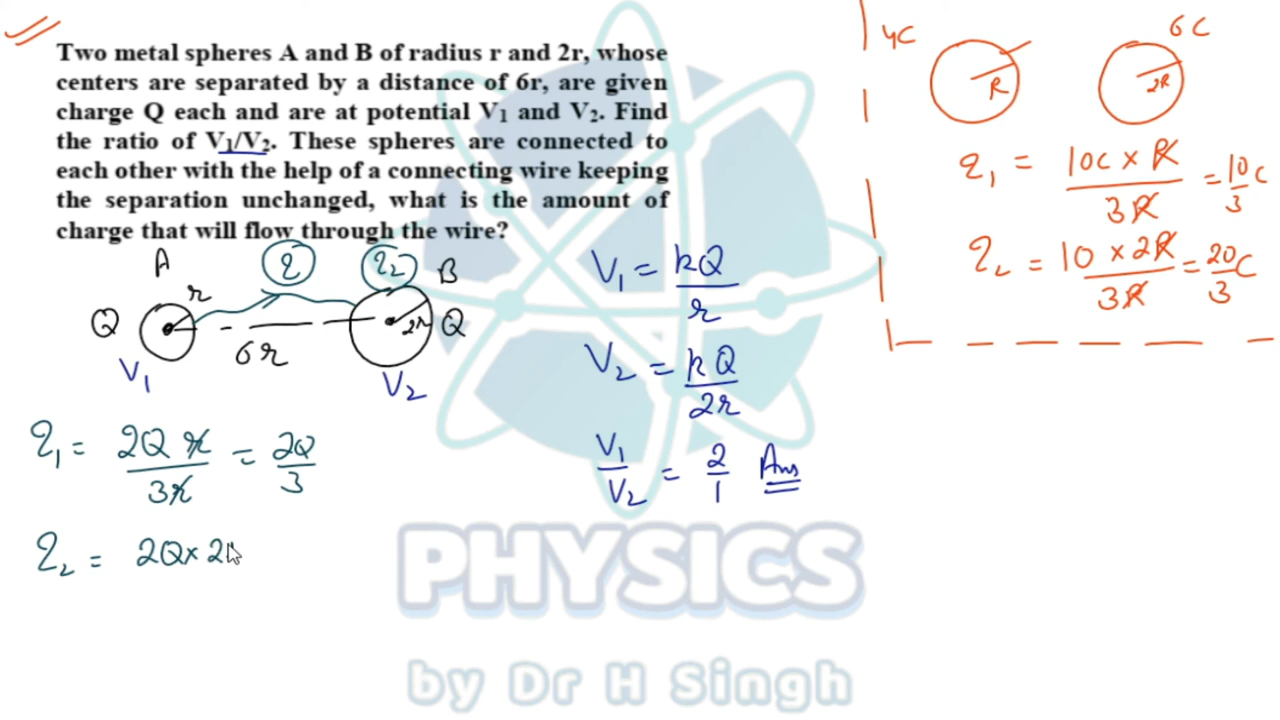 Two metal spheres A and B of radius r and 2r, whose
centers are separated by a distance of 6r, are given
charge Q each and are at potential V₁ and V₂. Find
the ratio of V₁/V₂. These spheres are connected to
each other with the help of a connecting wire keeping
the separation unchanged, what is the amount of
charge that will flow through the wire?
A q q₂ B
r 2r
Q Q
6r
V₁ V₂
q₁ = 2Q r / 3r = 2Q/3
q₂ = 2Q × 2
V₁ = kQ / r
V₂ = kQ / 2r
V₁/V₂ = 2/1 Ans
4C 6C
R 2R
q₁ = 10C × R / 3R = 10/3 C
q₂ = 10 × 2R / 3R = 20/3 C
PHYSICS
by Dr H Singh